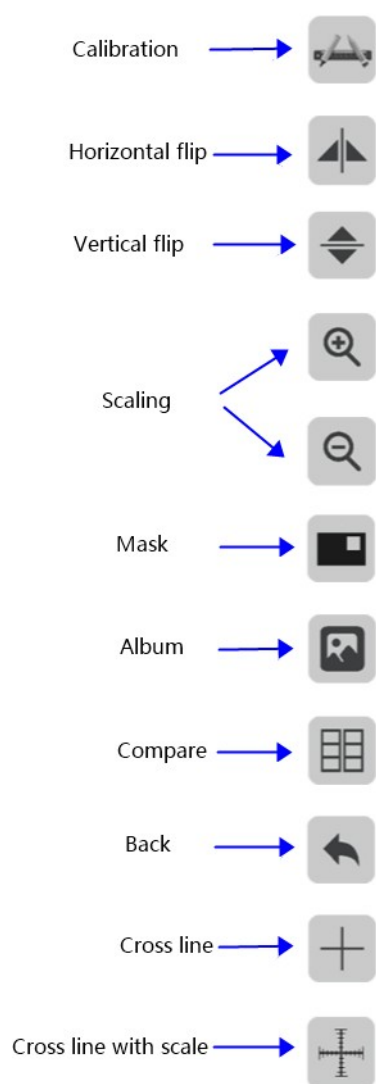 Calibration
Horizontal flip
Vertical flip
Scaling
Mask
Album
Compare
Back
Cross line
Cross line with scale